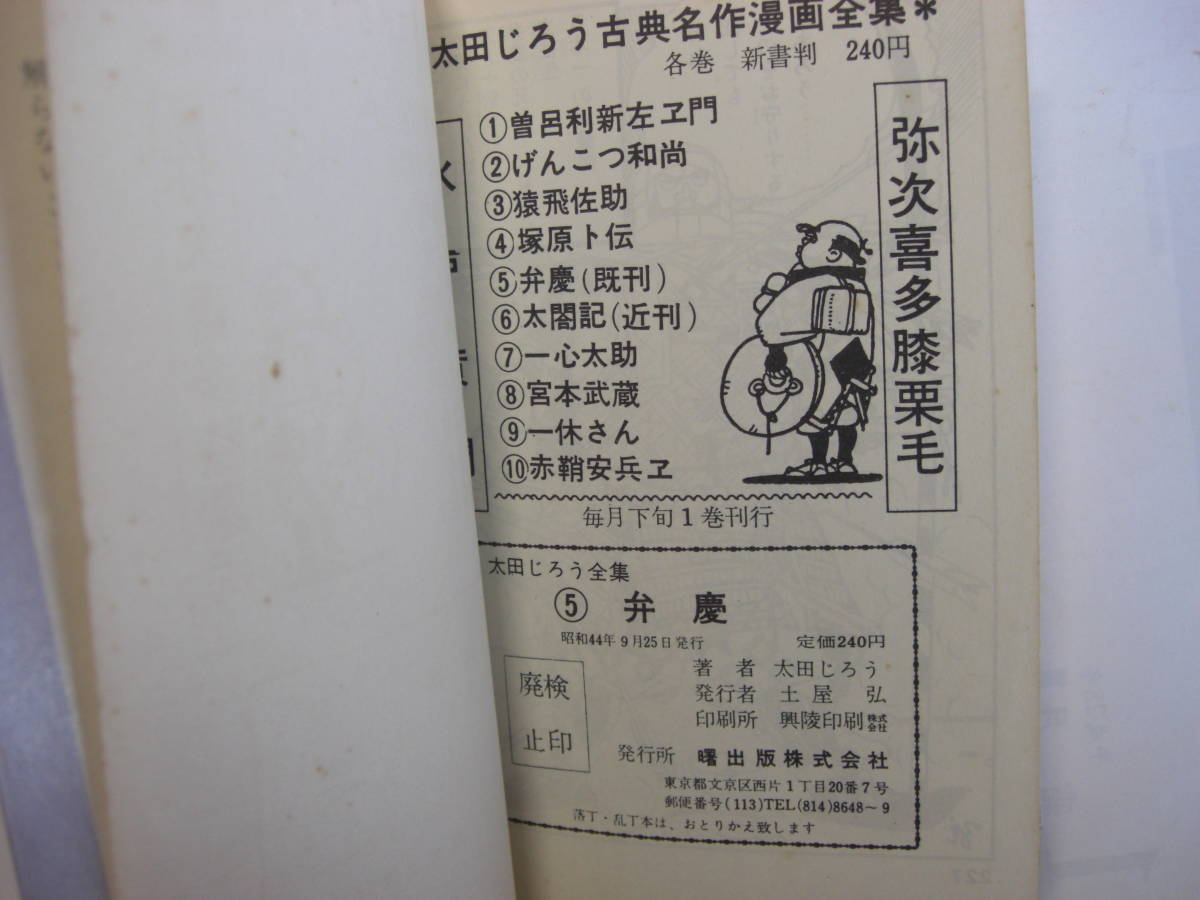 太田じろう古典名作漫画全集*
各巻 新書判 240円
弥次喜多膝栗毛
①曽呂利新左ヱ門
②げんこつ和尚
③猿飛佐助
④塚原卜伝
⑤弁慶(既刊)
⑥太閤記(近刊)
⑦一心太助
⑧宮本武蔵
⑨一休さん
⑩赤鞘安兵ヱ
毎月下旬1巻刊行
太田じろう全集
⑤ 弁慶
昭和44年9月25日発行 定価240円
著者 太田じろう
発行者 土屋 弘
印刷所 興陵印刷株式会社
検印
廃止
発行所 曙出版株式会社
東京都文京区西片1丁目20番7号
郵便番号(113)TEL(814)8648~9
落丁・乱丁本は、おとりかえ致します
227